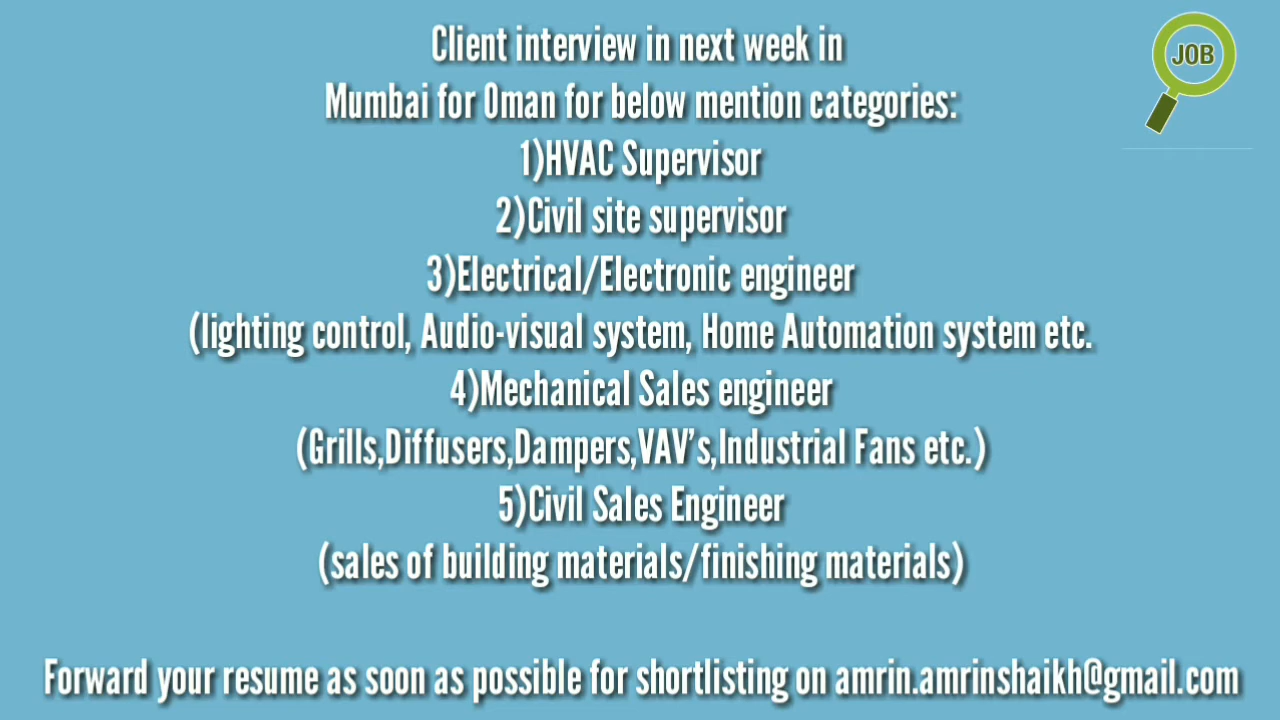 Client interview in next week in
Mumbai for Oman for below mention categories:
1)HVAC Supervisor
2)Civil site supervisor
3)Electrical/Electronic engineer
(lighting control, Audio-visual system, Home Automation system etc.
4)Mechanical Sales engineer
(Grills,Diffusers,Dampers,VAV's,Industrial Fans etc.)
5)Civil Sales Engineer
(sales of building materials/finishing materials)
Forward your resume as soon as possible for shortlisting on amrin.amrinshaikh@gmail.com
JOB